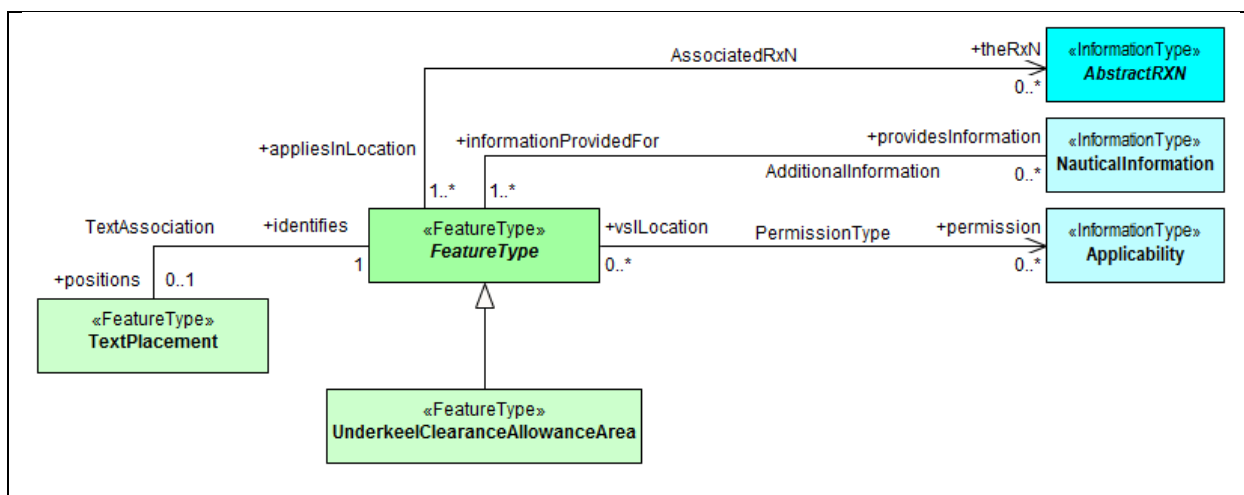 AssociatedRxN
+theRxN
0..*
«InformationType»
AbstractRXN
+appliesInLocation
1..*
+informationProvidedFor
1..*
+providesInformation
AdditionalInformation
0..*
«InformationType»
NauticalInformation
TextAssociation
+identifies
1
+positions
0..1
«FeatureType»
FeatureType
+vslLocation
0..*
PermissionType
+permission
0..*
«InformationType»
Applicability
«FeatureType»
TextPlacement
«FeatureType»
UnderkeelClearanceAllowanceArea